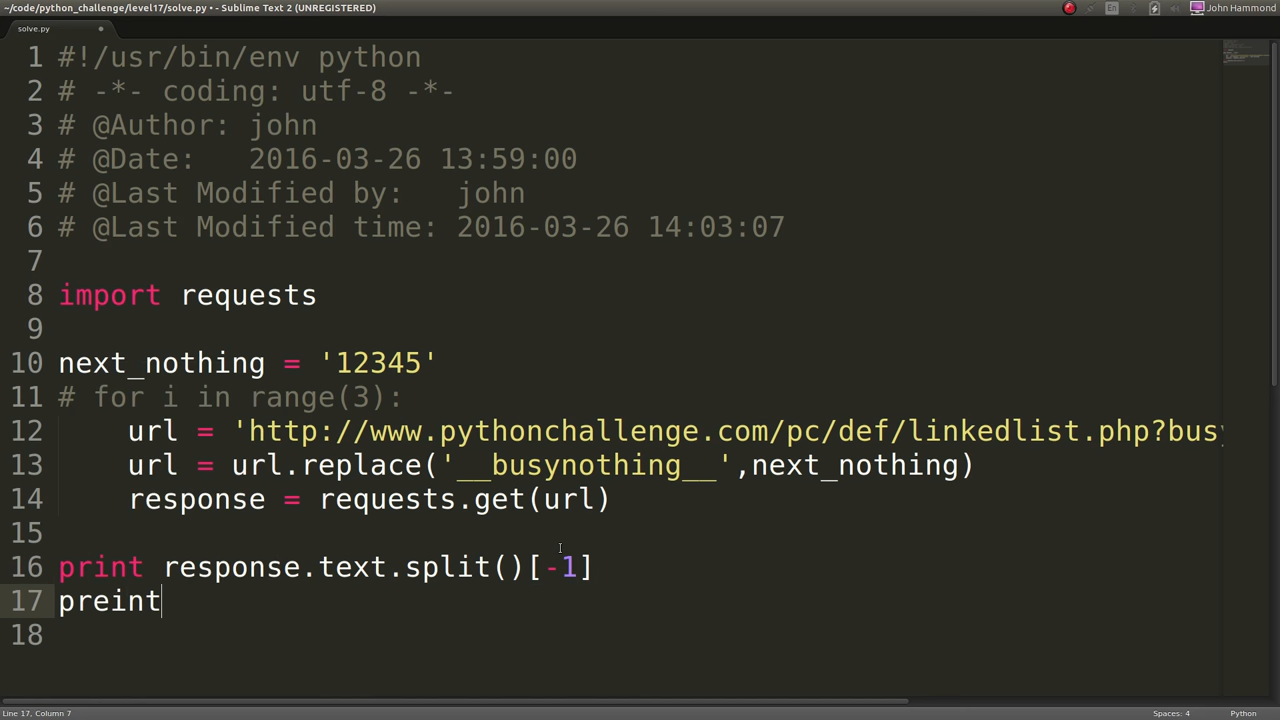 ~/code/python_challenge/level17/solve.py • - Sublime Text 2 (UNREGISTERED)
En
John Hammond
solve.py
1 #!/usr/bin/env python
2 # -*- coding: utf-8 -*-
3 # @Author: john
4 # @Date:   2016-03-26 13:59:00
5 # @Last Modified by:   john
6 # @Last Modified time: 2016-03-26 14:03:07
7
8 import requests
9
10 next_nothing = '12345'
11 # for i in range(3):
12     url = 'http://www.pythonchallenge.com/pc/def/linkedlist.php?busy
13     url = url.replace('__busynothing__',next_nothing)
14     response = requests.get(url)
15
16 print response.text.split()[-1]
17 preint
18
Line 17, Column 7
Spaces: 4
Python